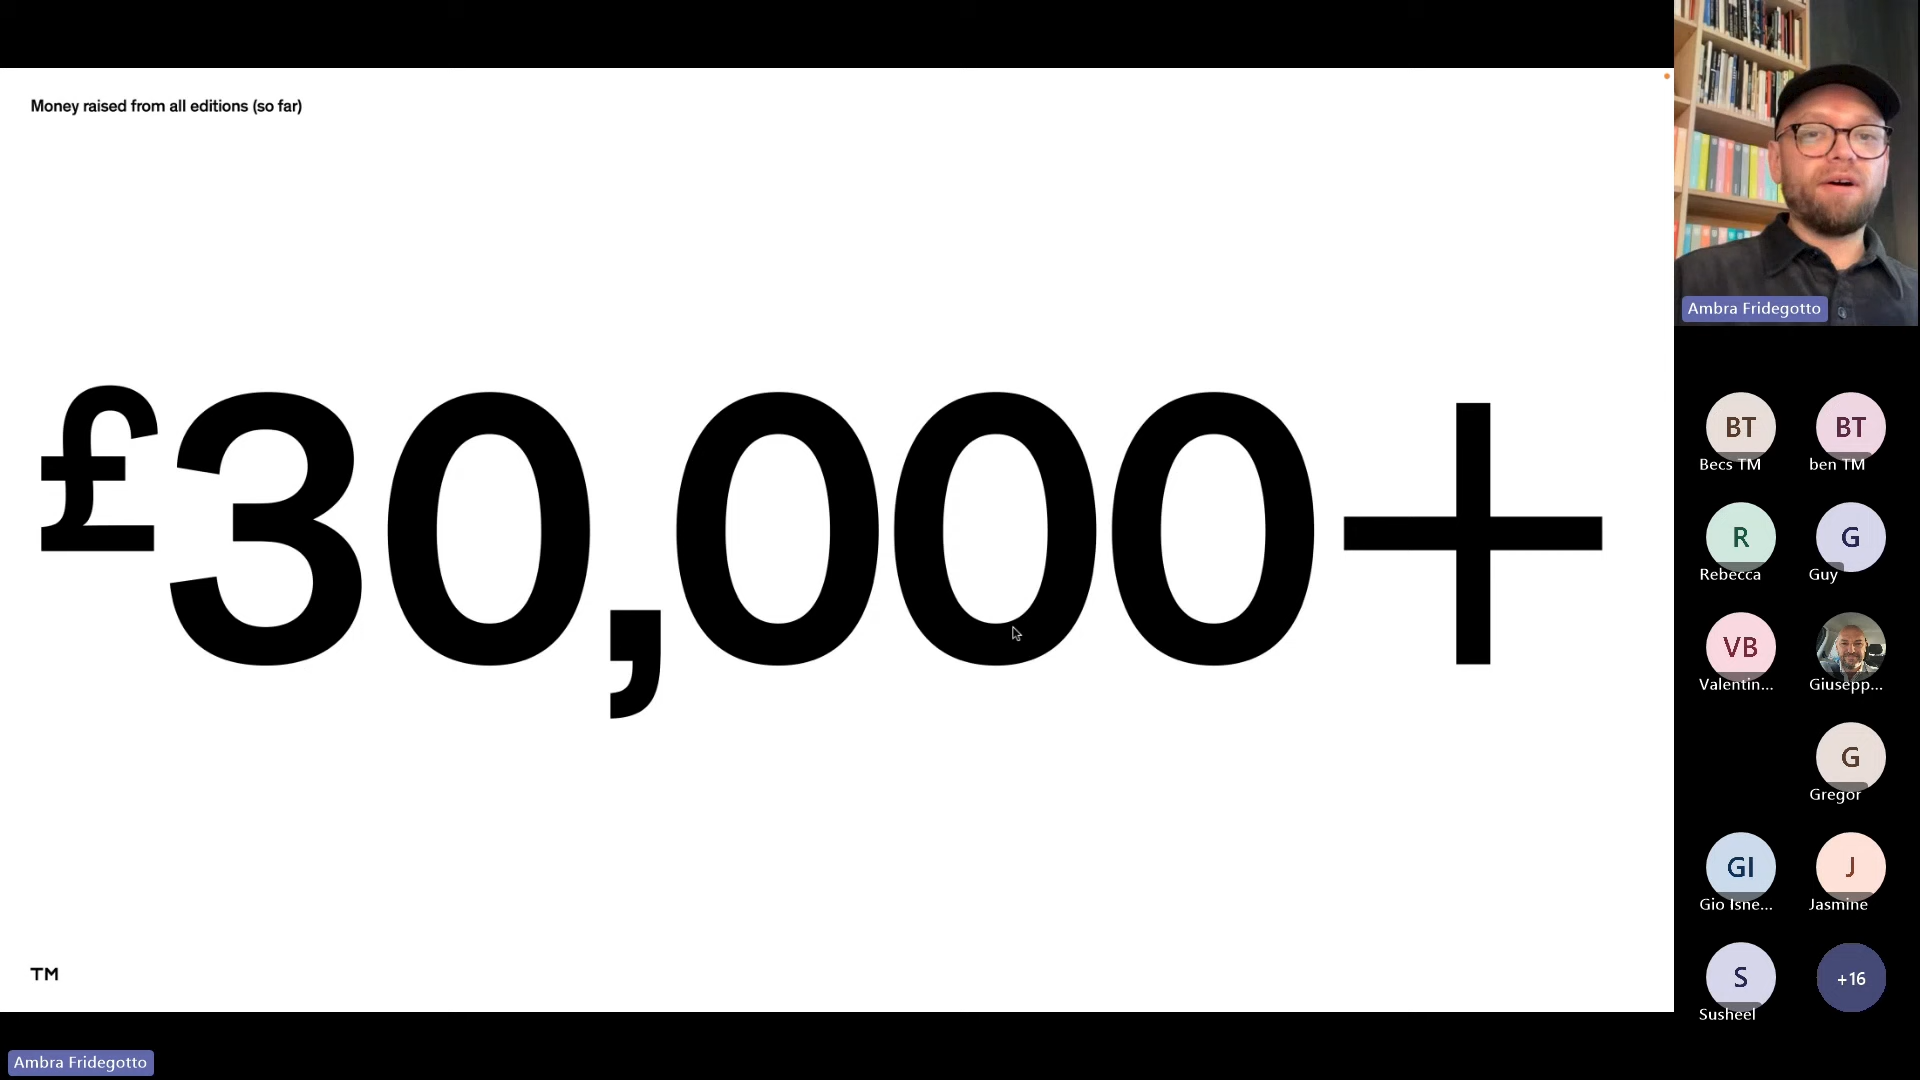 Money raised from all editions (so far)
£30,000+
TM
Ambra Fridegotto
Ambra Fridegotto
BT
Becs TM
BT
ben TM
R
Rebecca
G
Guy
VB
Valentin...
Giusepp...
G
Gregor
GI
Gio Isne...
J
Jasmine
S
Susheel
+16